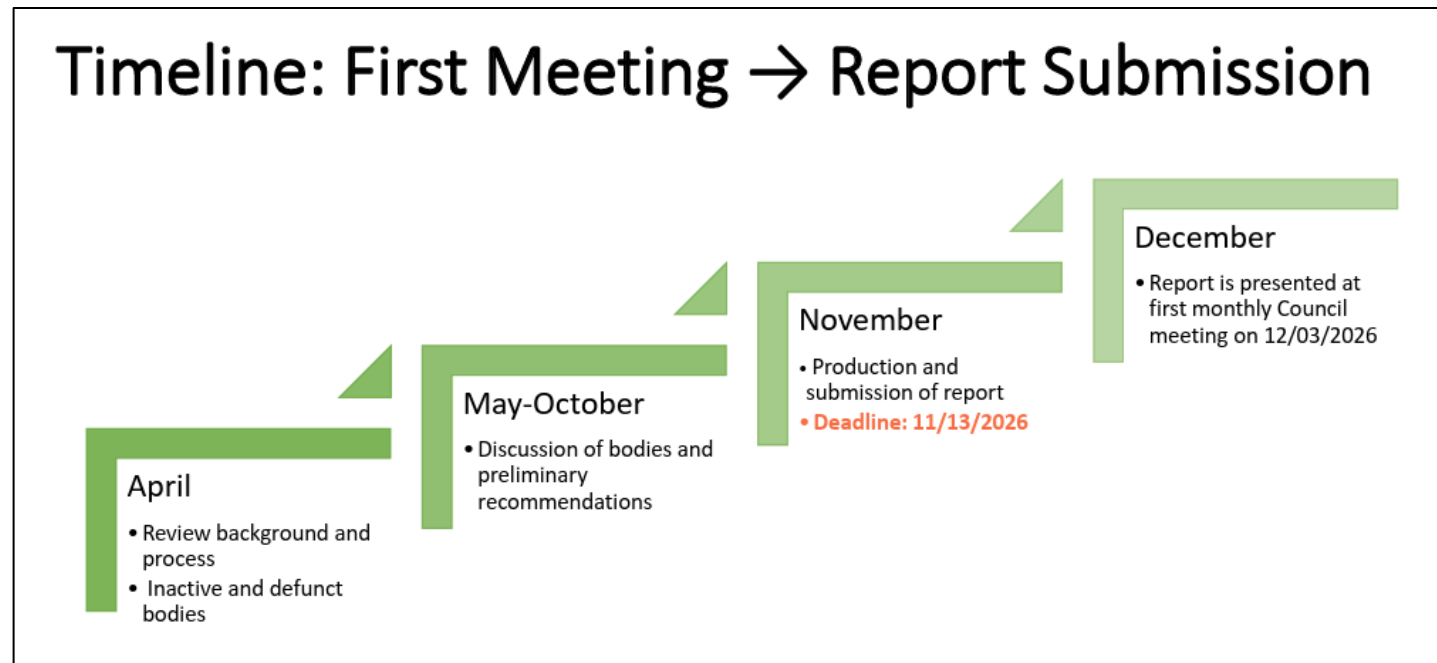 Timeline: First Meeting → Report Submission
April
• Review background and
process
• Inactive and defunct
bodies
May-October
• Discussion of bodies and
preliminary
recommendations
November
• Production and
submission of report
• Deadline: 11/13/2026
December
• Report is presented at
first monthly Council
meeting on 12/03/2026